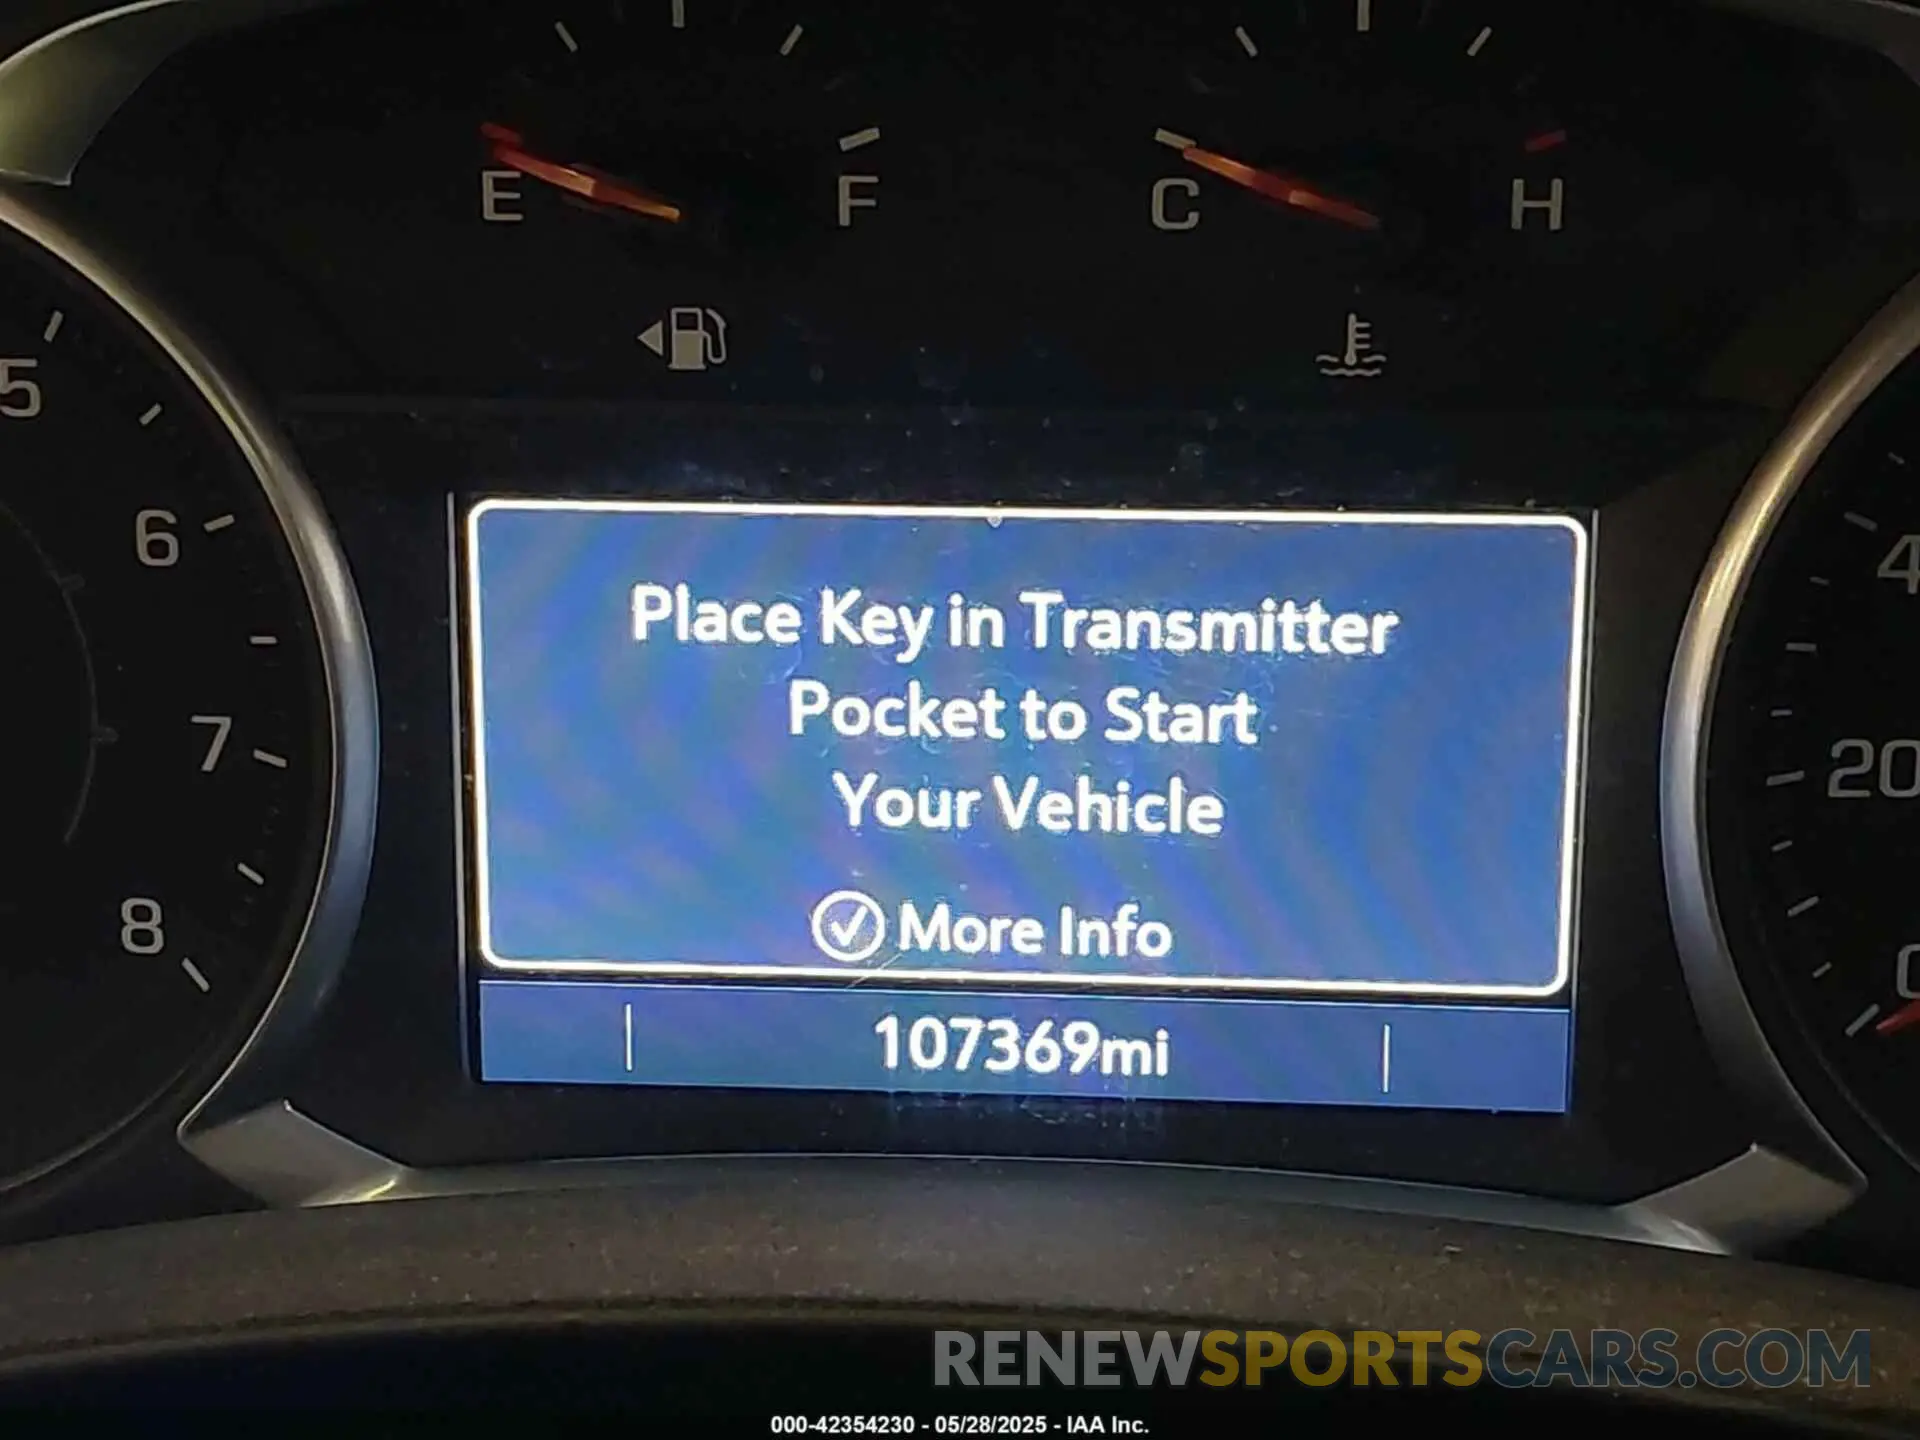 E F C H
5
6
7
8
4
20
0
Place Key in Transmitter
Pocket to Start
Your Vehicle
More Info
107369mi
RENEWSPORTSCARS.COM
000-42354230 - 05/28/2025 - IAA Inc.